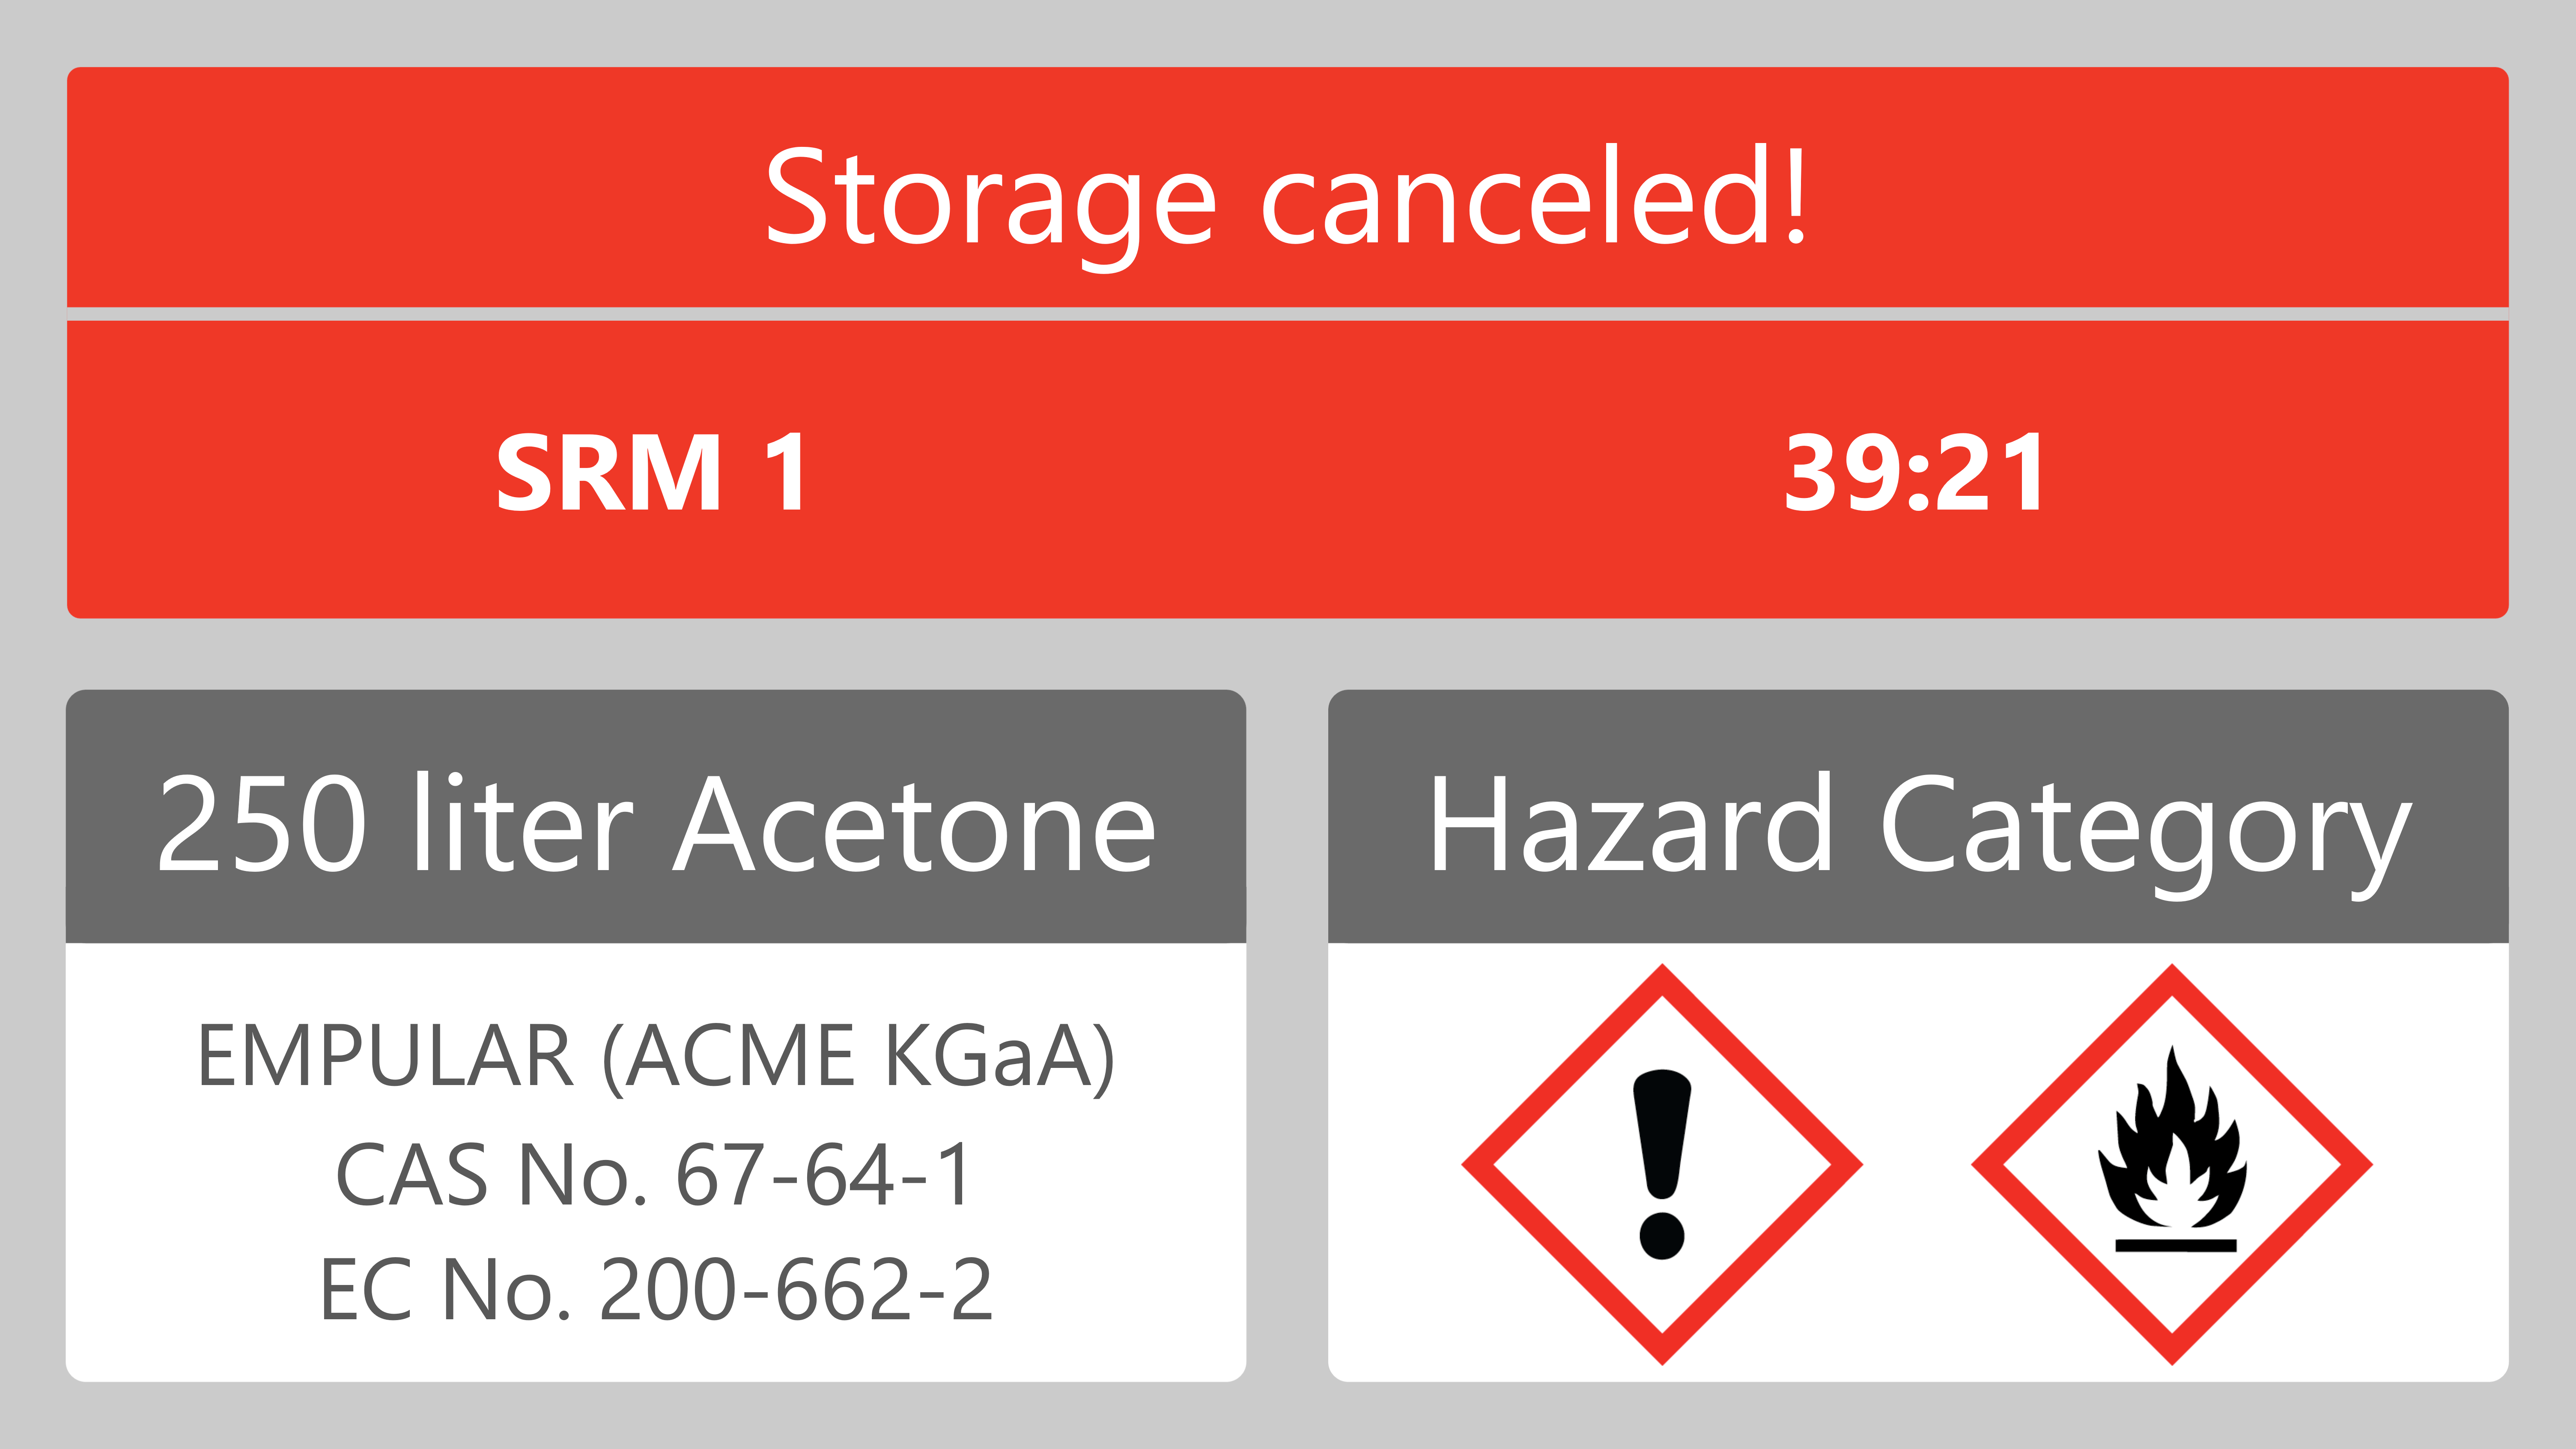 Storage canceled!
SRM 1
39:21
250 liter Acetone
EMPULAR (ACME KGaA)
CAS No. 67-64-1
EC No. 200-662-2
Hazard Category